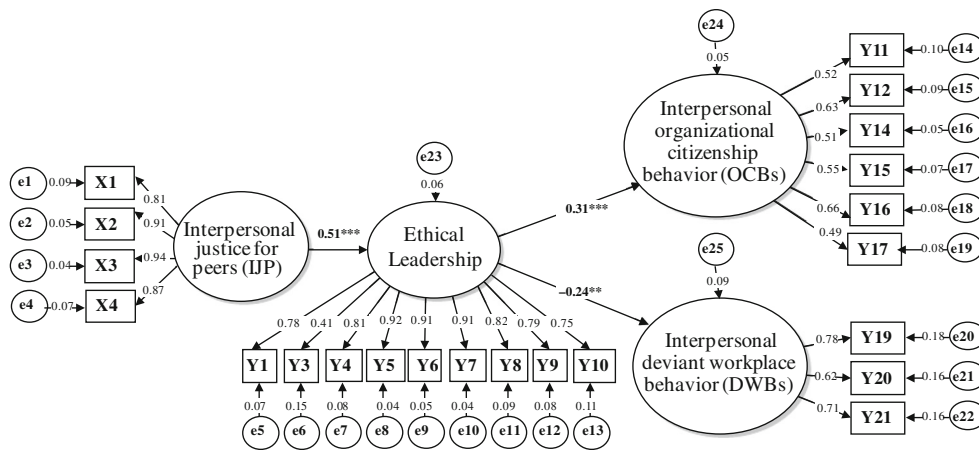 e24
0.05
Interpersonal
organizational
citizenship
behavior (OCBs)
0.52
0.63
0.51
0.55
0.66
0.49
Y11
0.10
e14
Y12
0.09
e15
Y14
0.05
e16
Y15
0.07
e17
Y16
0.08
e18
Y17
0.08
e19
e1
0.09
X1
0.81
e2
0.05
X2
0.91
e3
0.04
X3
0.94
e4
0.07
X4
0.87
Interpersonal
justice for
peers (IJP)
0.51***
e23
0.06
Ethical
Leadership
0.31***
–0.24**
0.78
0.41
0.81
0.92
0.91
0.91
0.82
0.79
0.75
Y1
Y3
Y4
Y5
Y6
Y7
Y8
Y9
Y10
0.07
0.15
0.08
0.04
0.05
0.04
0.09
0.08
0.11
e5
e6
e7
e8
e9
e10
e11
e12
e13
e25
0.09
Interpersonal
deviant workplace
behavior (DWBs)
0.78
0.62
0.71
Y19
0.18
e20
Y20
0.16
e21
Y21
0.16
e22